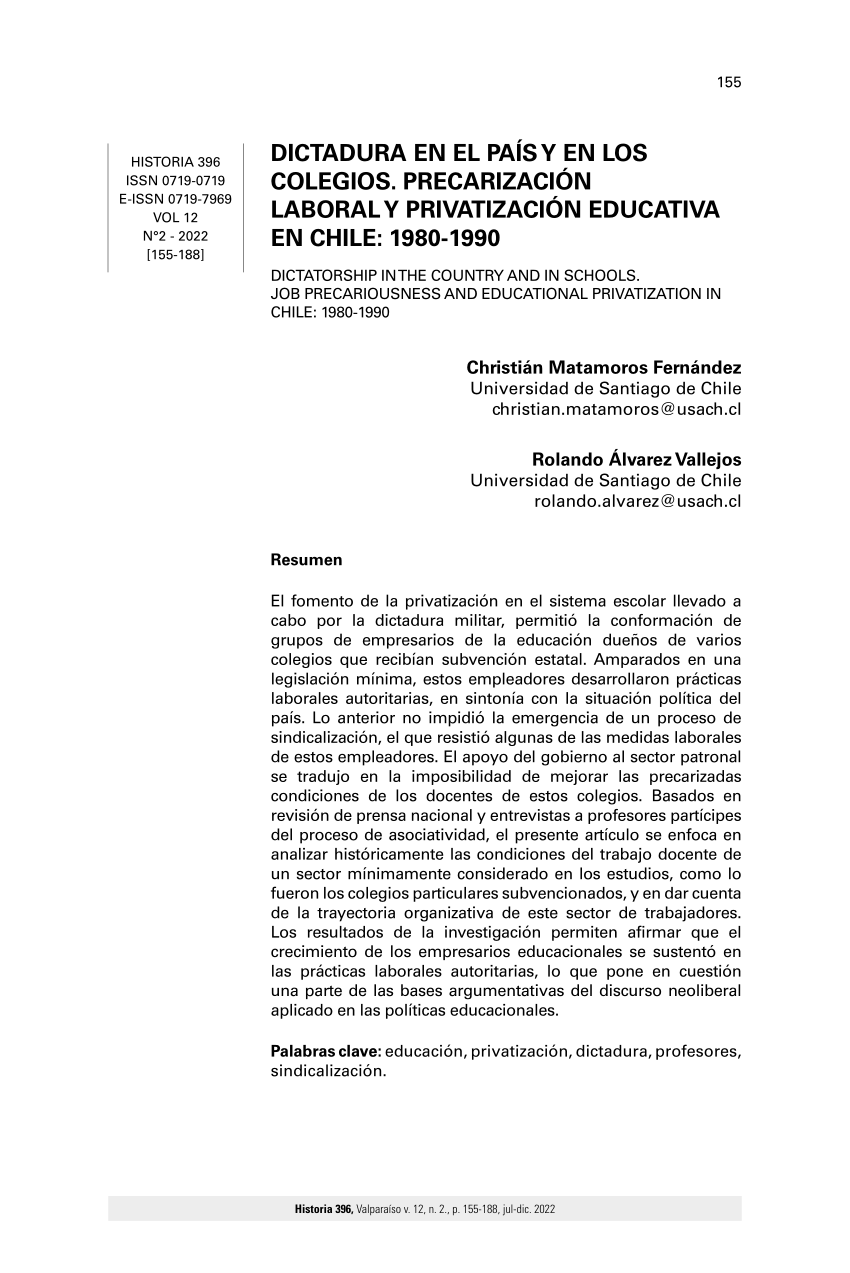 155
HISTORIA 396
ISSN 0719-0719
E-ISSN 0719-7969
VOL 12
N°2 - 2022
[155-188]
DICTADURA EN EL PAÍS Y EN LOS
COLEGIOS. PRECARIZACIÓN
LABORAL Y PRIVATIZACIÓN EDUCATIVA
EN CHILE: 1980-1990
DICTATORSHIP IN THE COUNTRY AND IN SCHOOLS.
JOB PRECARIOUSNESS AND EDUCATIONAL PRIVATIZATION IN
CHILE: 1980-1990
Christián Matamoros Fernández
Universidad de Santiago de Chile
christian.matamoros@usach.cl
Rolando Álvarez Vallejos
Universidad de Santiago de Chile
rolando.alvarez@usach.cl
Resumen
El fomento de la privatización en el sistema escolar llevado a
cabo por la dictadura militar, permitió la conformación de
grupos de empresarios de la educación dueños de varios
colegios que recibían subvención estatal. Amparados en una
legislación mínima, estos empleadores desarrollaron prácticas
laborales autoritarias, en sintonía con la situación política del
país. Lo anterior no impidió la emergencia de un proceso de
sindicalización, el que resistió algunas de las medidas laborales
de estos empleadores. El apoyo del gobierno al sector patronal
se tradujo en la imposibilidad de mejorar las precarizadas
condiciones de los docentes de estos colegios. Basados en
revisión de prensa nacional y entrevistas a profesores partícipes
del proceso de asociatividad, el presente artículo se enfoca en
analizar históricamente las condiciones del trabajo docente de
un sector mínimamente considerado en los estudios, como lo
fueron los colegios particulares subvencionados, y en dar cuenta
de la trayectoria organizativa de este sector de trabajadores.
Los resultados de la investigación permiten afirmar que el
crecimiento de los empresarios educacionales se sustentó en
las prácticas laborales autoritarias, lo que pone en cuestión
una parte de las bases argumentativas del discurso neoliberal
aplicado en las políticas educacionales.
Palabras clave: educación, privatización, dictadura, profesores,
sindicalización.
Historia 396, Valparaíso v. 12, n. 2., p. 155-188, jul-dic. 2022